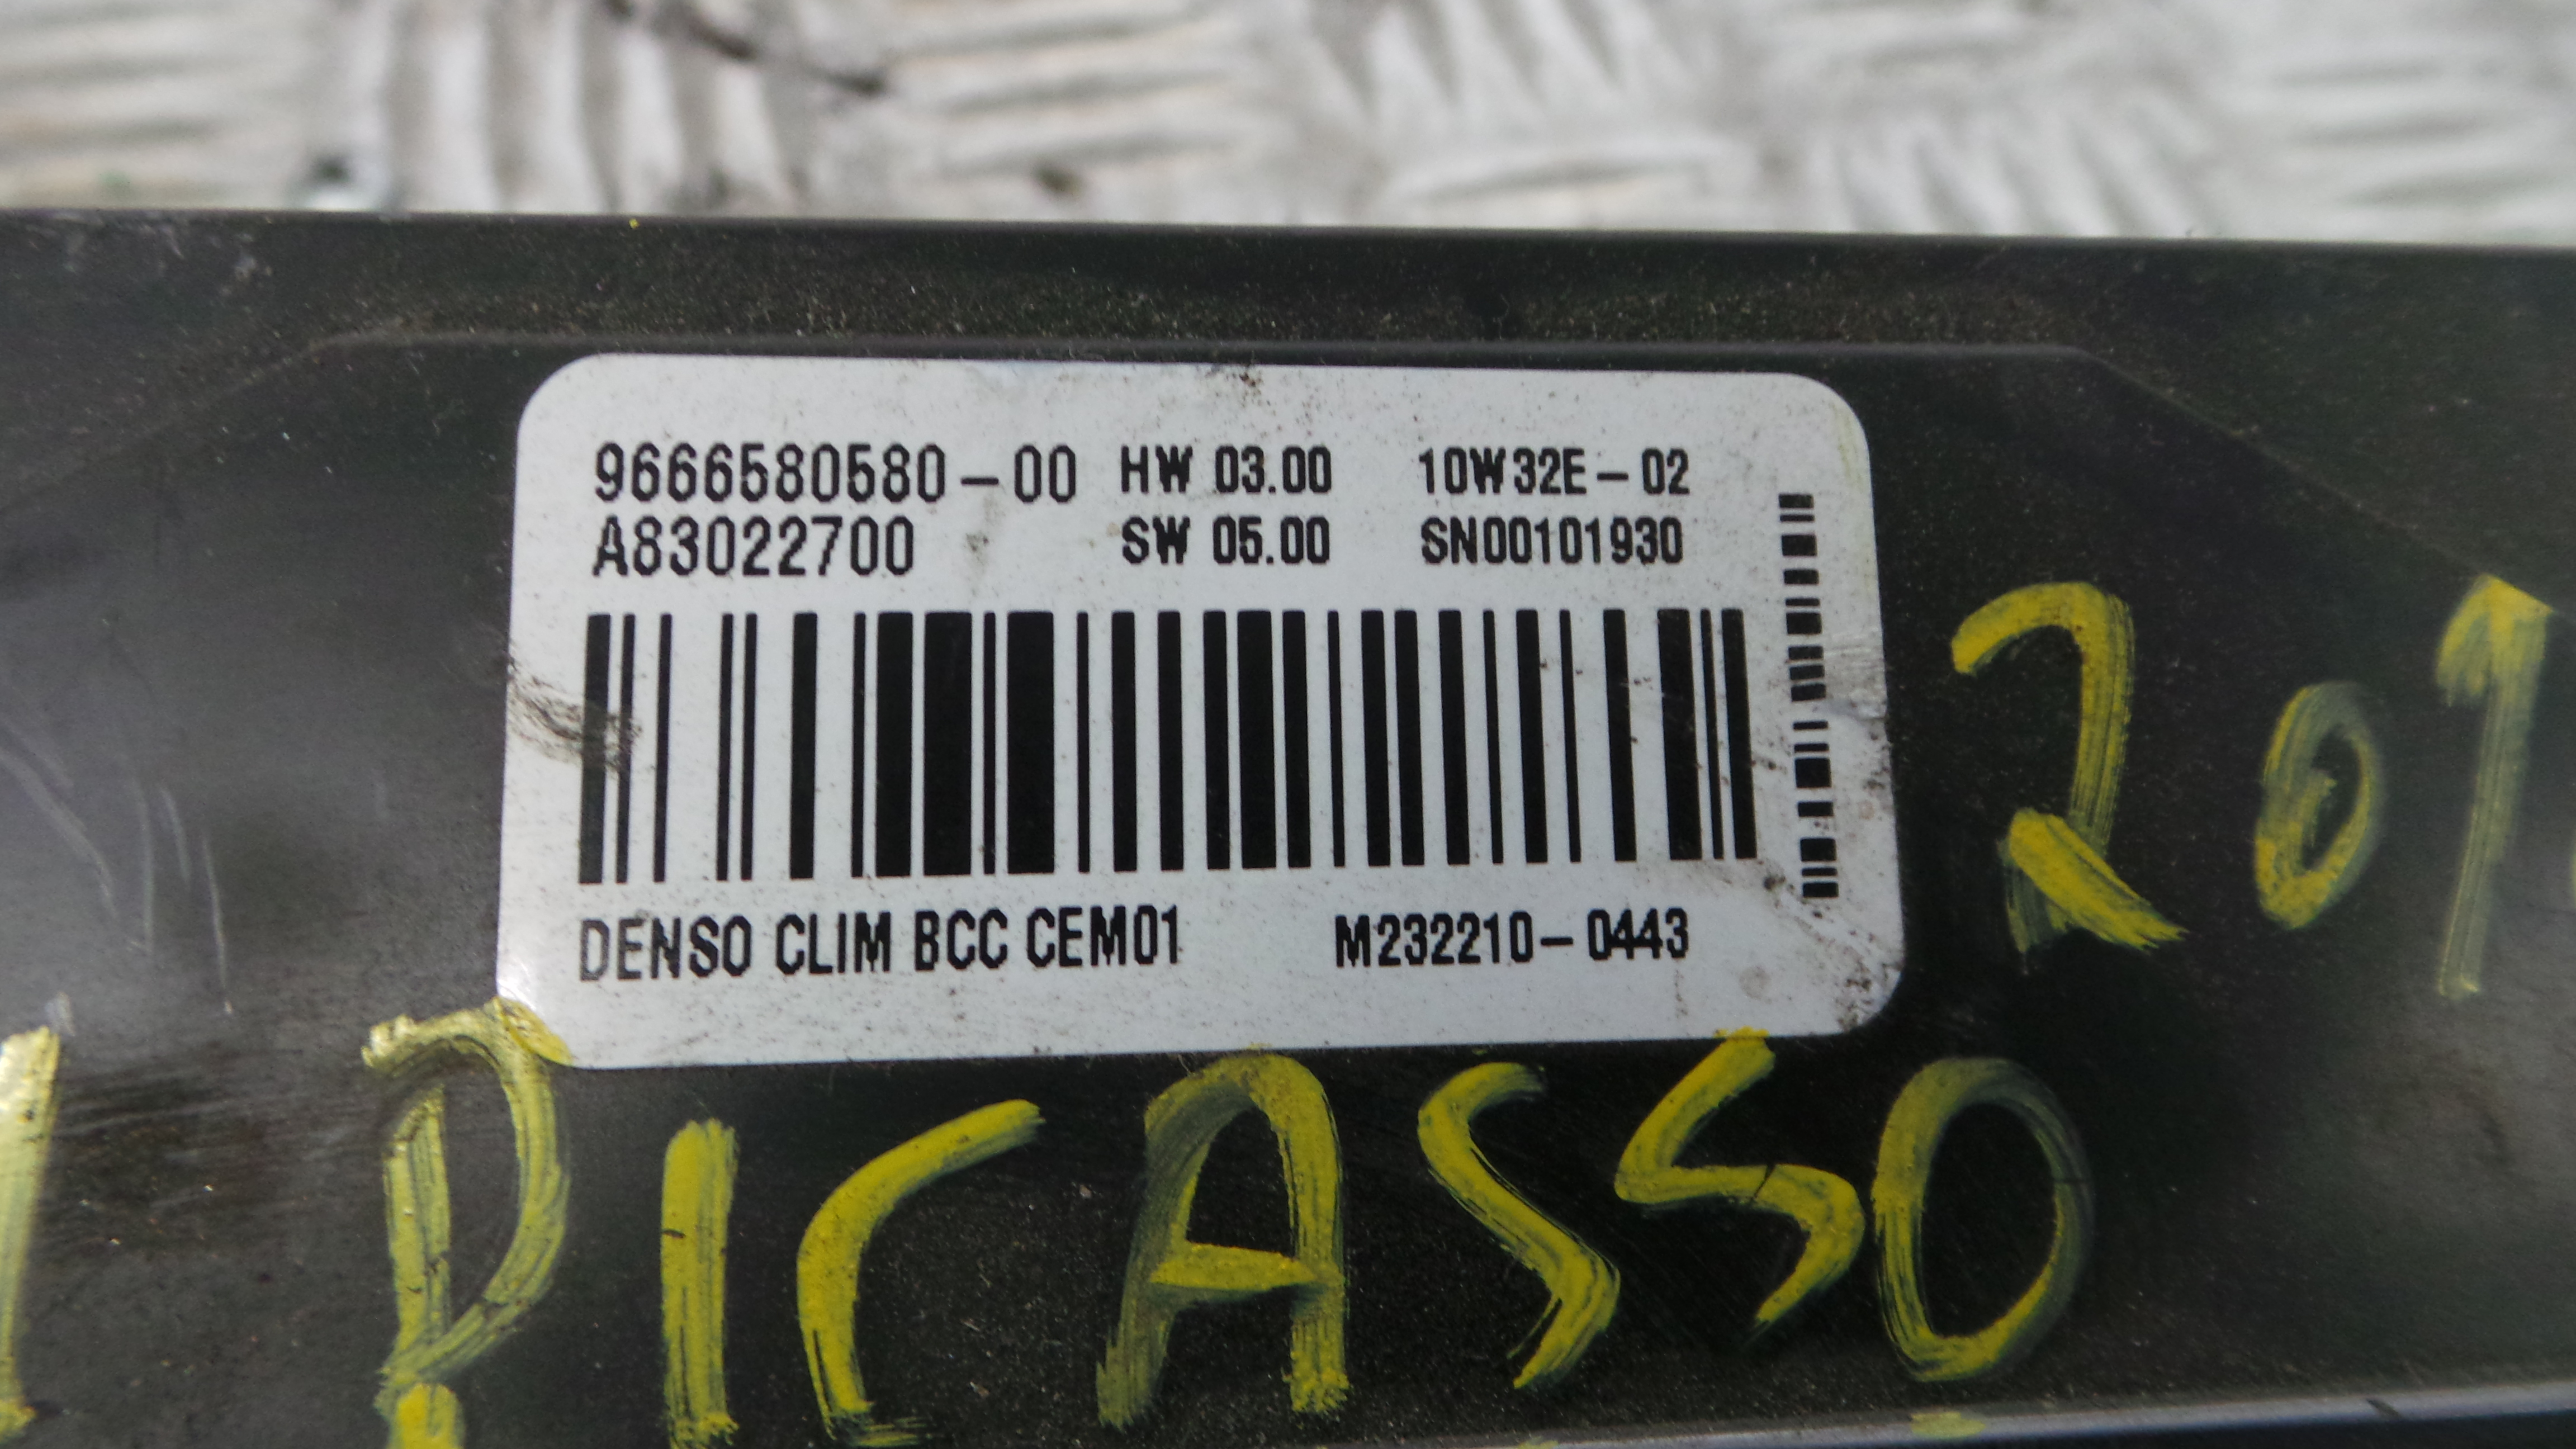 9666580580-00 HW 03.00 10W32E-02
A83022700 SW 05.00 SN00101930
DENSO CLIM BCC CEM01 M232210-0443
201
PICASSO